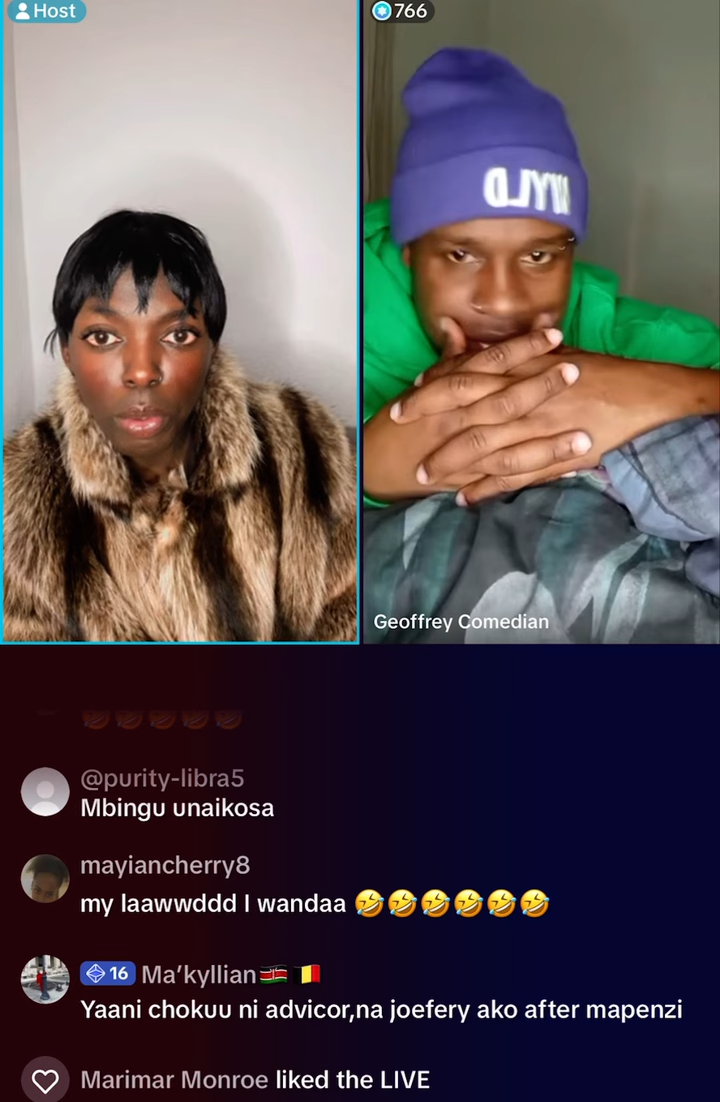 Host
766
WYLD
Geoffrey Comedian
🤣🤣🤣🤣🤣
@purity-libra5
Mbingu unaikosa
mayiancherry8
my laawwddd I wandaa 🤣🤣🤣🤣🤣🤣
16 Ma’kyllian🇰🇪🇧🇪
Yaani chokuu ni advicor,na joefery ako after mapenzi
Marimar Monroe liked the LIVE